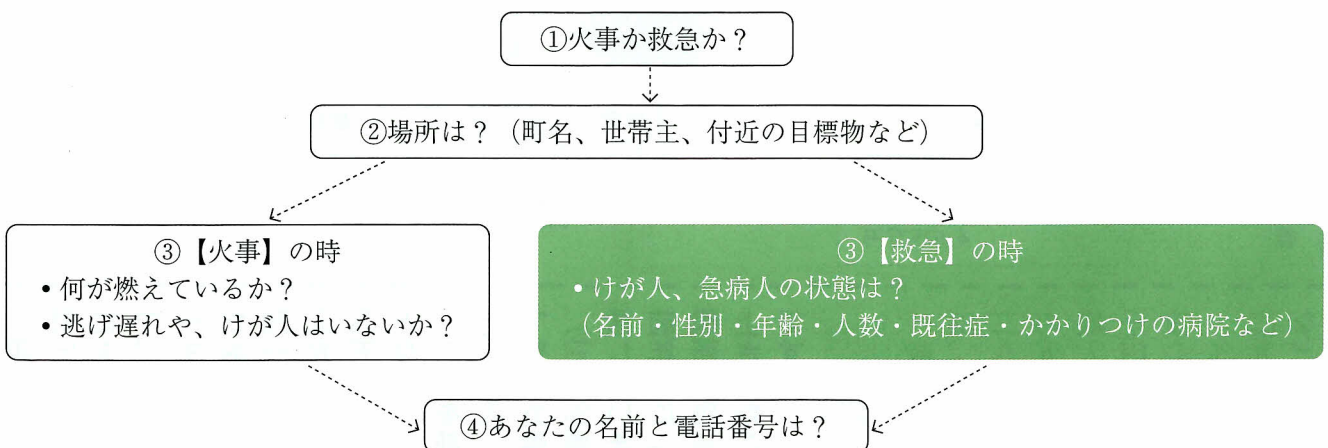 ①火事か救急か？
②場所は？（町名、世帯主、付近の目標物など）
③【火事】の時
• 何が燃えているか？
• 逃げ遅れや、けが人はいないか？
③【救急】の時
• けが人、急病人の状態は？
（名前・性別・年齢・人数・既往症・かかりつけの病院など）
④あなたの名前と電話番号は？